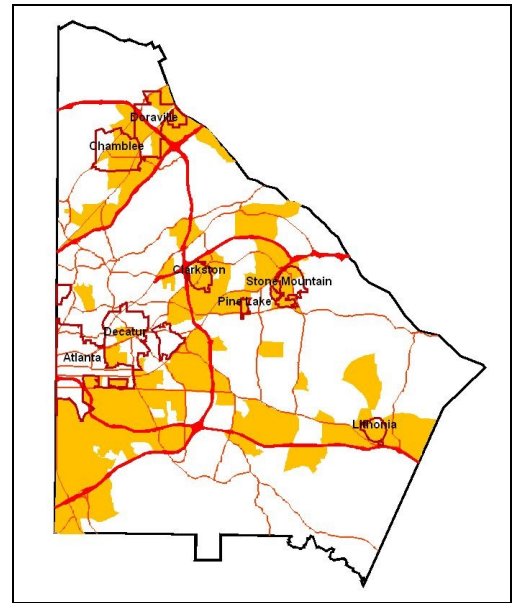 Doraville
Chamblee
Clarkston
Stone Mountain
Pine Lake
Decatur
Atlanta
Lithonia